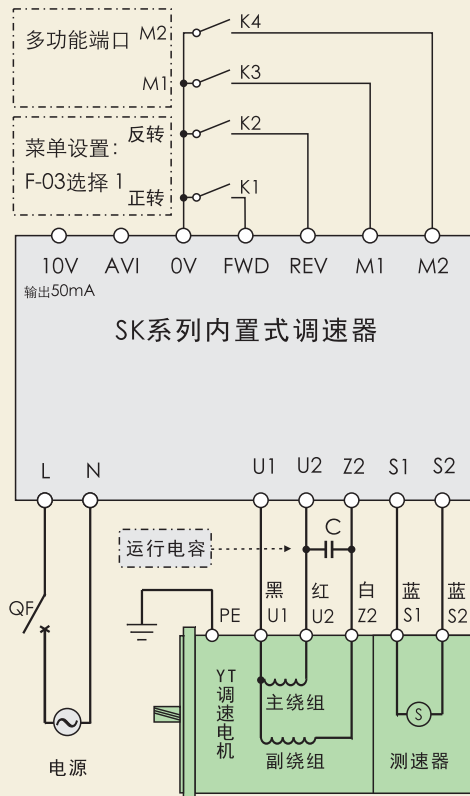 多功能端口
M2
K4
M1
K3
菜单设置:
反转
K2
F-03选择 1
正转
K1
10V AVI 0V FWD REV M1 M2
输出50mA
SK系列内置式调速器
L N U1 U2 Z2 S1 S2
运行电容
C
黑 红 白 蓝 蓝
QF
PE U1 U2 Z2 S1 S2
YT调速电机
主绕组
S
副绕组
测速器
电源